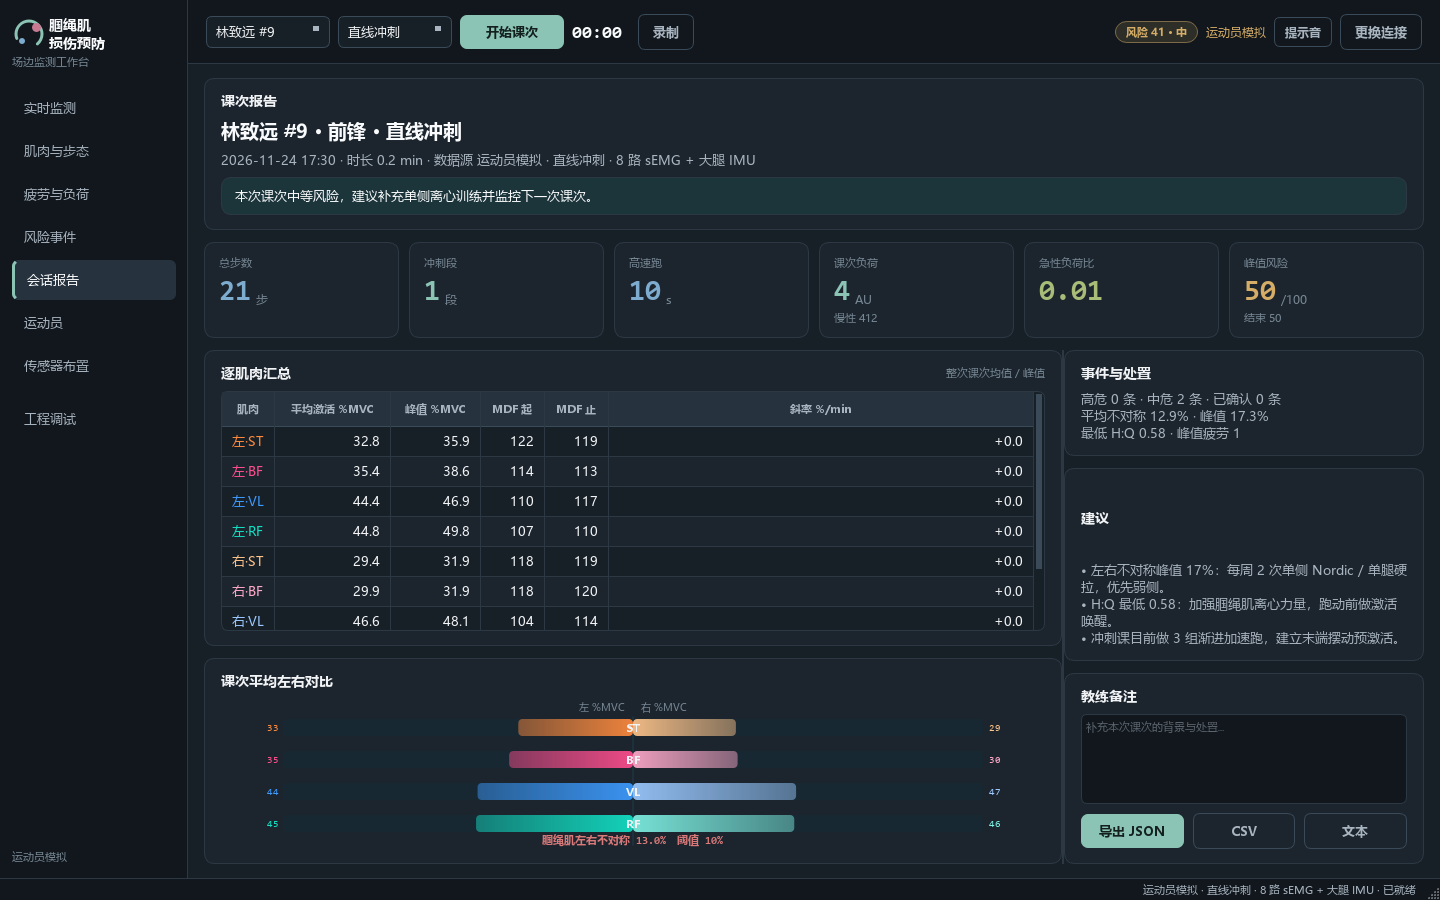 腘绳肌
损伤预防
场边监测工作台
林致远 #9
直线冲刺
开始课次
00:00
录制
风险 41 · 中
运动员模拟
提示音
更换连接
实时监测
肌肉与步态
疲劳与负荷
风险事件
会话报告
运动员
传感器布置
工程调试
运动员模拟
课次报告
林致远 #9 · 前锋 · 直线冲刺
2026-11-24 17:30 · 时长 0.2 min · 数据源 运动员模拟 · 直线冲刺 · 8 路 sEMG + 大腿 IMU
本次课次中等风险，建议补充单侧离心训练并监控下一次课次。
总步数
21 步
冲刺段
1 段
高速跑
10 s
课次负荷
4 AU
慢性 412
急性负荷比
0.01
峰值风险
50 /100
结束 50
逐肌肉汇总
整次课次均值 / 峰值
肌肉 平均激活 %MVC 峰值 %MVC MDF 起 MDF 止 斜率 %/min
左·ST 32.8 35.9 122 119 +0.0
左·BF 35.4 38.6 114 113 +0.0
左·VL 44.4 46.9 110 117 +0.0
左·RF 44.8 49.8 107 110 +0.0
右·ST 29.4 31.9 118 119 +0.0
右·BF 29.9 31.9 118 120 +0.0
右·VL 46.6 48.1 104 114 +0.0
课次平均左右对比
左 %MVC 右 %MVC
33 ST 29
35 BF 30
44 VL 47
45 RF 46
腘绳肌左右不对称 13.0% 阈值 10%
事件与处置
高危 0 条 · 中危 2 条 · 已确认 0 条
平均不对称 12.9% · 峰值 17.3%
最低 H:Q 0.58 · 峰值疲劳 1
建议
• 左右不对称峰值 17%：每周 2 次单侧 Nordic / 单腿硬
拉，优先弱侧。
• H:Q 最低 0.58：加强腘绳肌离心力量，跑动前做激活
唤醒。
• 冲刺课目前做 3 组渐进加速跑，建立末端摆动预激活。
教练备注
补充本次课次的背景与处置…
导出 JSON
CSV
文本
运动员模拟 · 直线冲刺 · 8 路 sEMG + 大腿 IMU · 已就绪